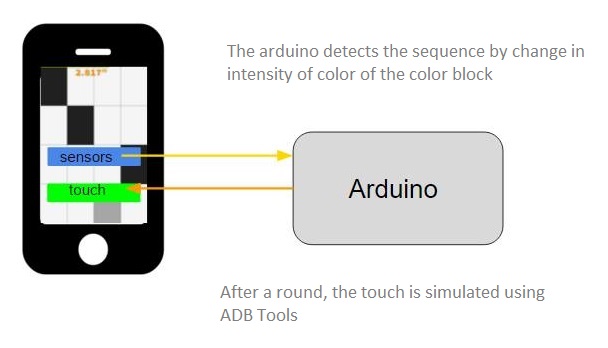 The arduino detects the sequence by change in
intensity of color of the color block
2.817"
sensors
touch
Arduino
After a round, the touch is simulated using
ADB Tools